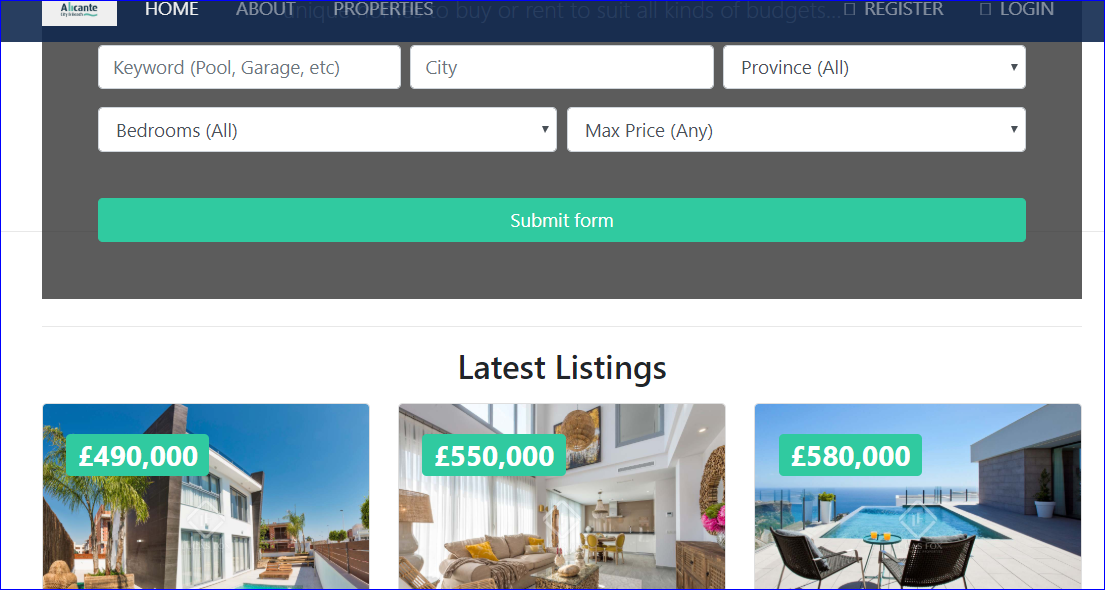 Alicante
City & Beach
HOME
ABOUT
PROPERTIES
to buy or rent to suit all kinds of budgets...
REGISTER
LOGIN
Keyword (Pool, Garage, etc)
City
Province (All)
Bedrooms (All)
Max Price (Any)
Submit form
Latest Listings
£490,000
£550,000
£580,000